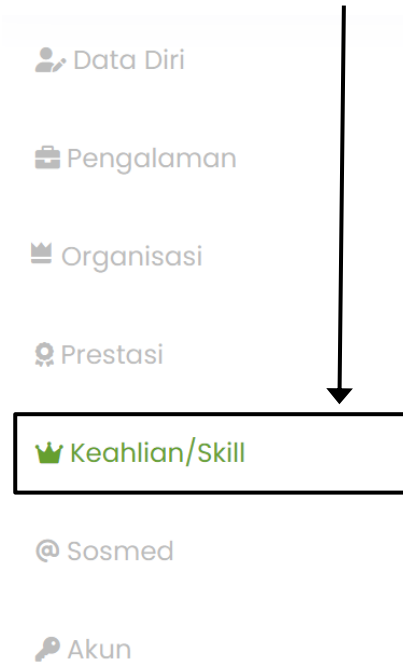 Data Diri
Pengalaman
Organisasi
Prestasi
Keahlian/Skill
@ Sosmed
Akun